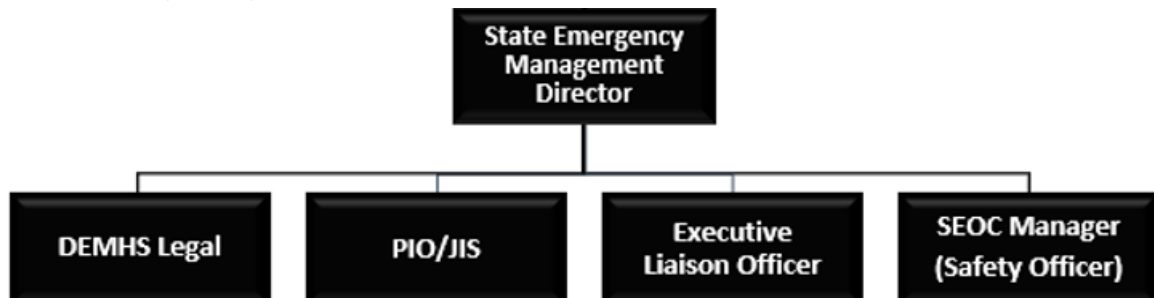 State Emergency
Management
Director
DEMHS Legal
PIO/JIS
Executive
Liaison Officer
SEOC Manager
(Safety Officer)